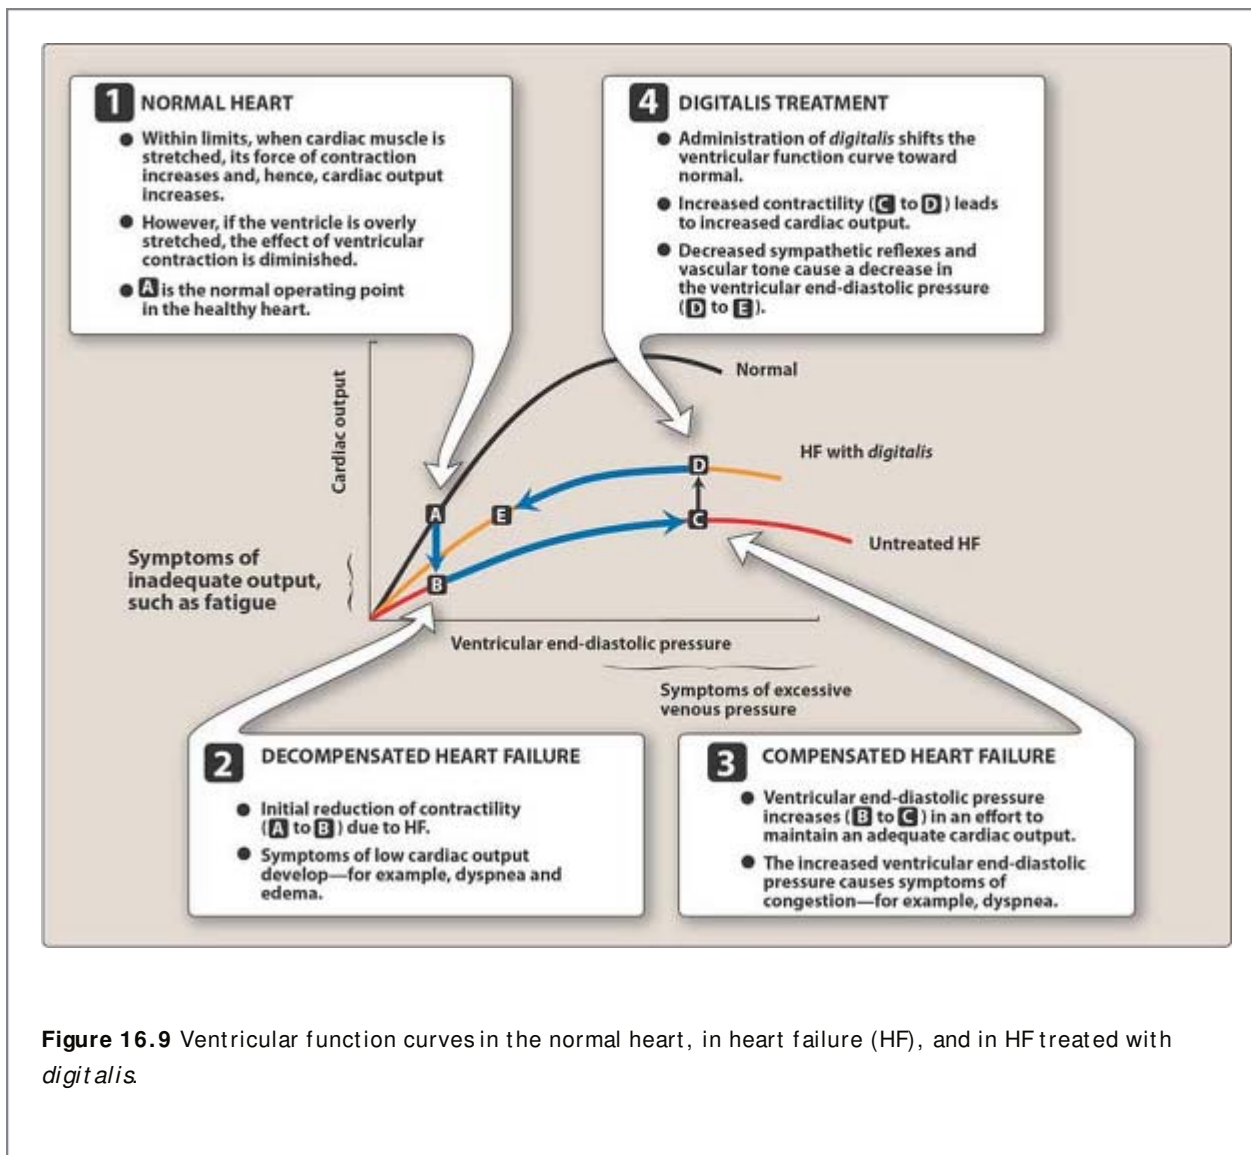 1 NORMAL HEART
● Within limits, when cardiac muscle is
stretched, its force of contraction
increases and, hence, cardiac output
increases.
● However, if the ventricle is overly
stretched, the effect of ventricular
contraction is diminished.
● A is the normal operating point
in the healthy heart.
4 DIGITALIS TREATMENT
● Administration of digitalis shifts the
ventricular function curve toward
normal.
● Increased contractility (C to D) leads
to increased cardiac output.
● Decreased sympathetic reflexes and
vascular tone cause a decrease in
the ventricular end-diastolic pressure
(D to E).
Cardiac output
Normal
HF with digitalis
D
A
E
C
Untreated HF
B
Symptoms of
inadequate output,
such as fatigue
Ventricular end-diastolic pressure
Symptoms of excessive
venous pressure
2 DECOMPENSATED HEART FAILURE
● Initial reduction of contractility
(A to B) due to HF.
● Symptoms of low cardiac output
develop—for example, dyspnea and
edema.
3 COMPENSATED HEART FAILURE
● Ventricular end-diastolic pressure
increases (B to C) in an effort to
maintain an adequate cardiac output.
● The increased ventricular end-diastolic
pressure causes symptoms of
congestion—for example, dyspnea.
Figure 16.9 Ventricular function curves in the normal heart, in heart failure (HF), and in HF treated with
digitalis.